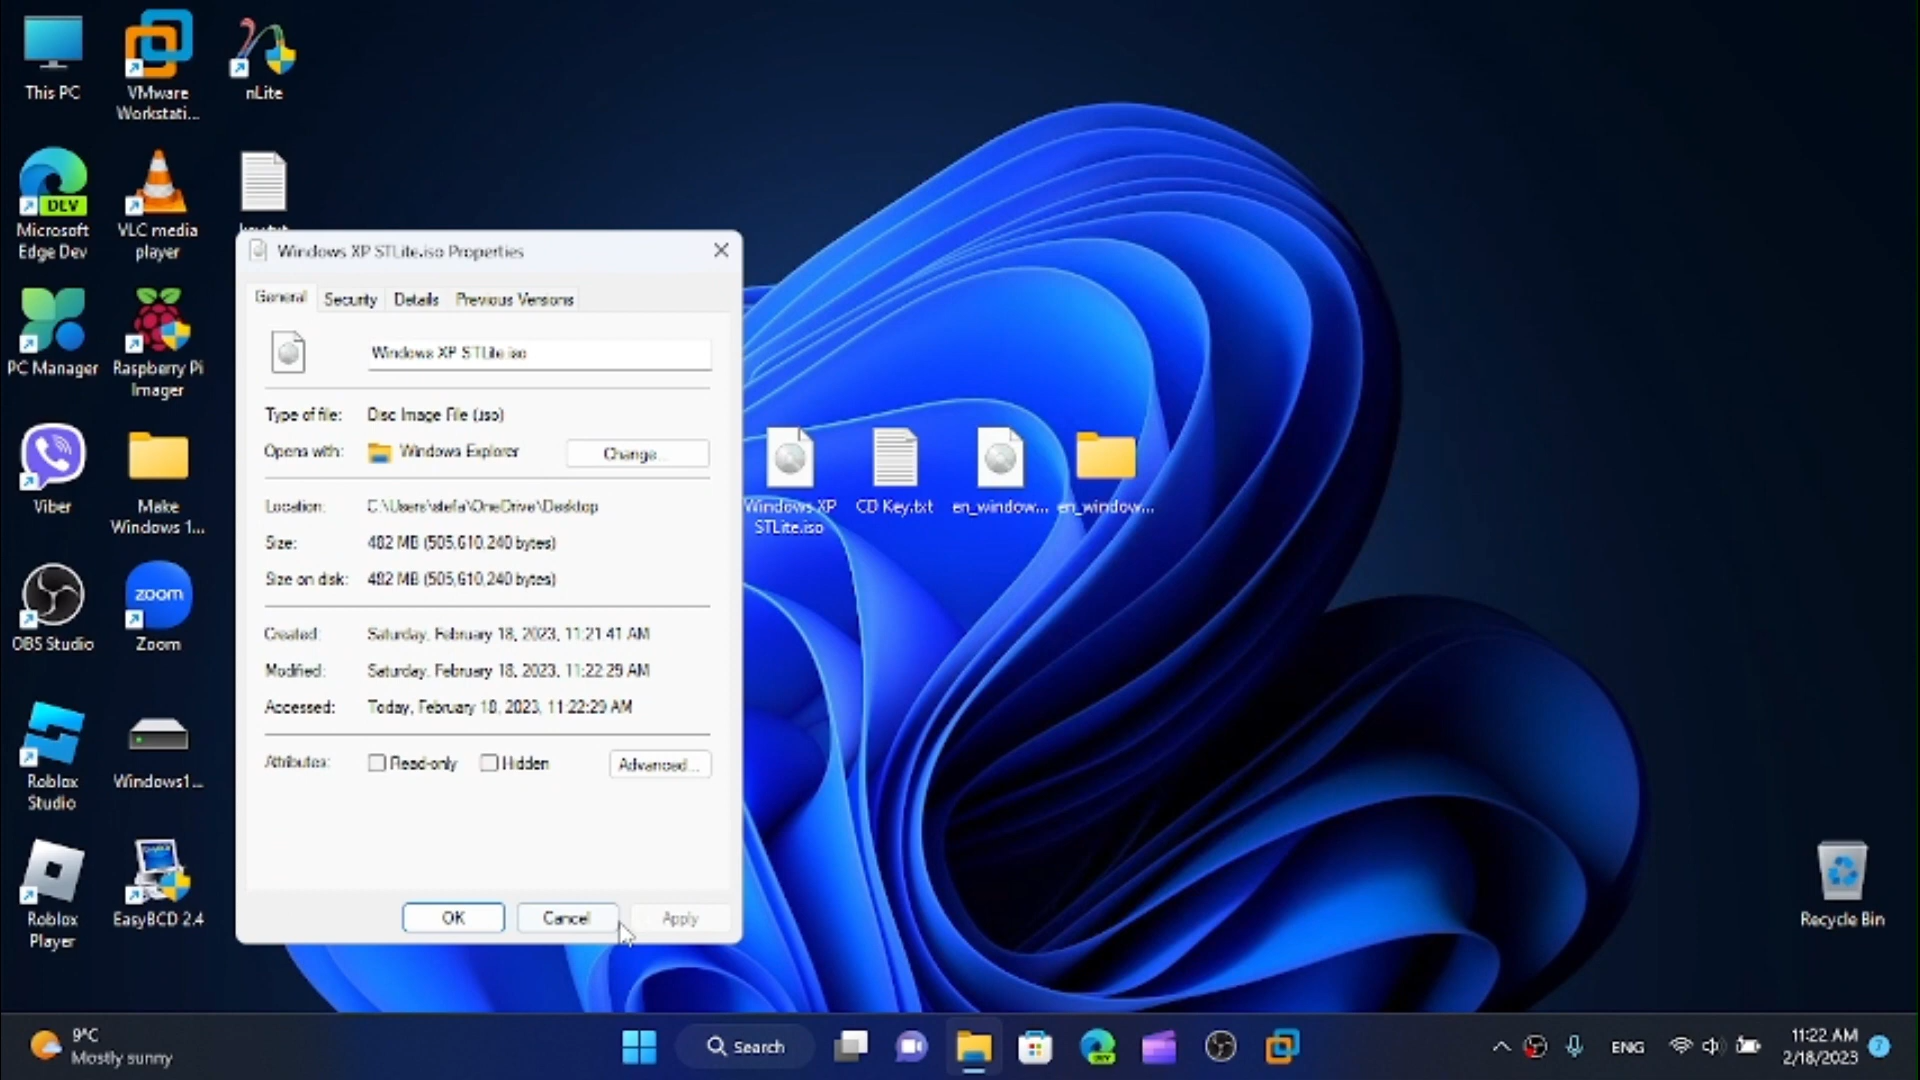 This PC
VMware
Workstati...
nLite
DEV
Microsoft
Edge Dev
VLC media
player
PC Manager
Raspberry Pi
Imager
Viber
Make
Windows 1...
OBS Studio
zoom
Zoom
Roblox
Studio
Windows1...
Roblox
Player
EasyBCD 2.4
Windows XP STLite.iso Properties
General
Security
Details
Previous Versions
Windows XP STLite.iso
Type of file:
Disc Image File (.iso)
Opens with:
Windows Explorer
Change...
Location:
C:\Users\stefa\OneDrive\Desktop
Size:
482 MB (505,610,240 bytes)
Size on disk:
482 MB (505,610,240 bytes)
Created:
Saturday, February 18, 2023, 11:21:41 AM
Modified:
Saturday, February 18, 2023, 11:22:29 AM
Accessed:
Today, February 18, 2023, 11:22:29 AM
Attributes:
Read-only
Hidden
Advanced...
OK
Cancel
Apply
Windows XP
STLite.iso
CD Key.txt
en_window...
en_window...
Recycle Bin
9°C
Mostly sunny
Search
ENG
11:22 AM
2/18/2023
7